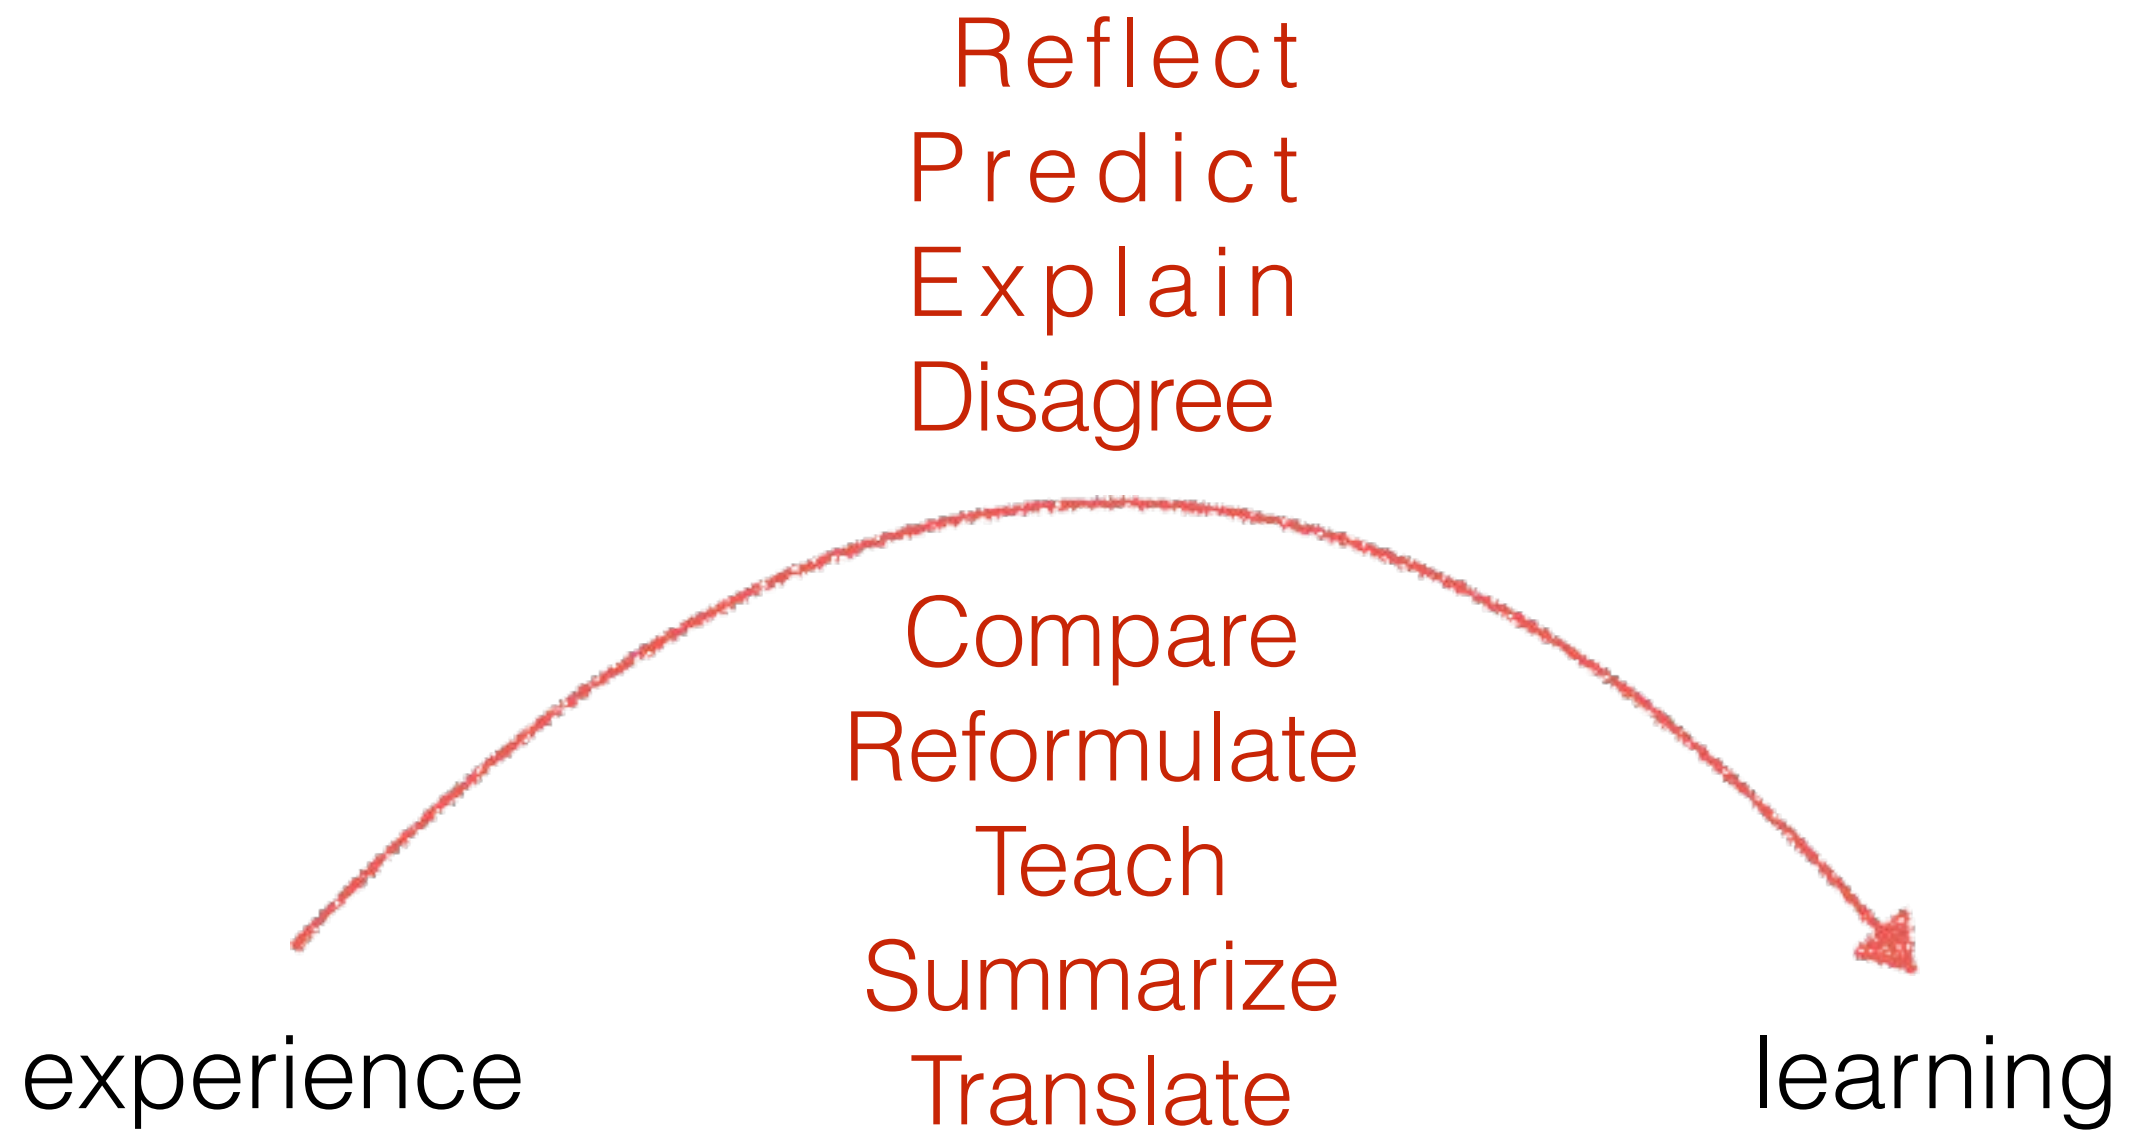 Reflect
Predict
Explain
Disagree
Compare
Reformulate
Teach
Summarize
Translate
experience
learning